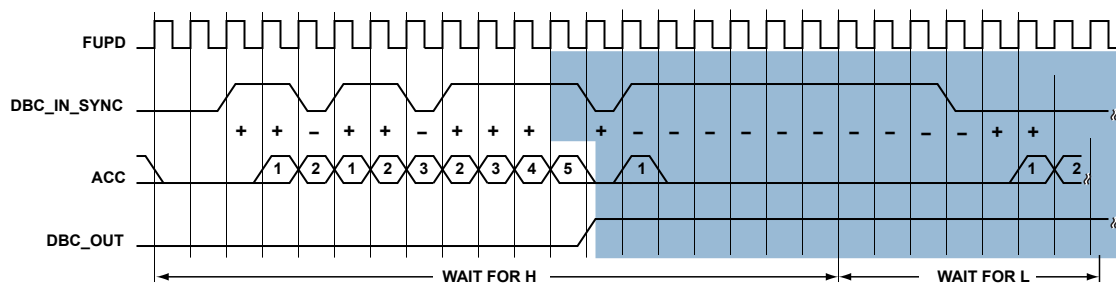 FUPD
DBC_IN_SYNC
+ + − + + − + + + + − − − − − − − − − − + +
ACC 1 2 1 2 3 2 3 4 5 1 1 2
DBC_OUT
WAIT FOR H WAIT FOR L